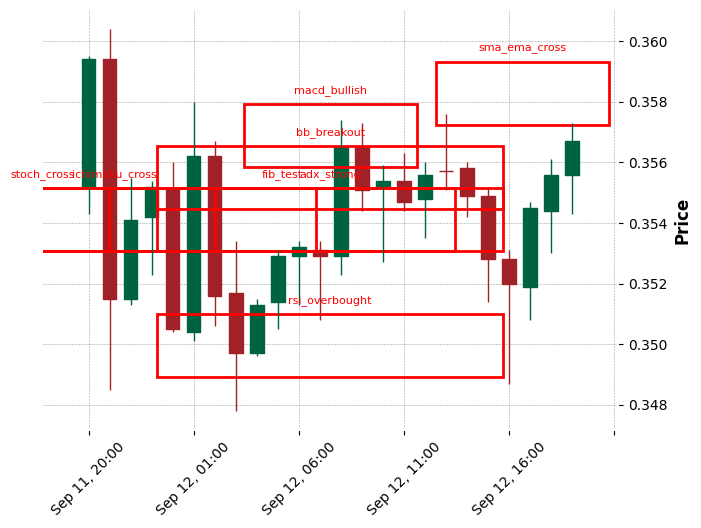 sma_ema_cross
macd_bullish
bb_breakout
stoch_cross
ichimoku_cross
fib_test
adx_strong
rsi_overbought
0.360
0.358
0.356
0.354
0.352
0.350
0.348
Price
Sep 11, 20:00
Sep 12, 01:00
Sep 12, 06:00
Sep 12, 11:00
Sep 12, 16:00